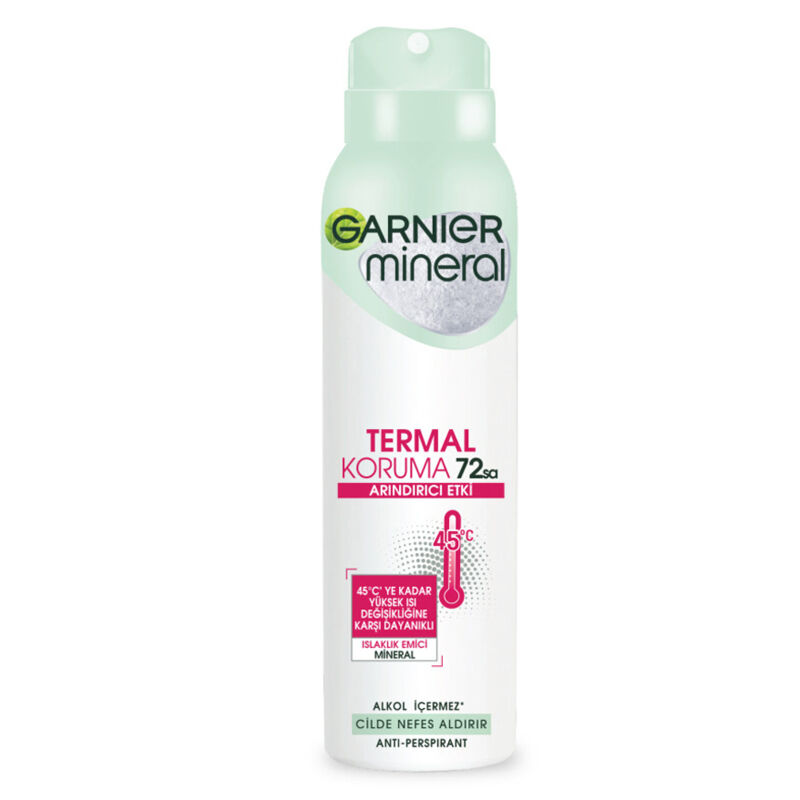 GARNIER
mineral
TERMAL
KORUMA 72sa
ARINDIRICI ETKİ
45°C
45°C' YE KADAR
YÜKSEK ISI
DEĞİŞİKLİĞİNE
KARŞI DAYANIKLI
ISLAKLIK EMİCİ
MİNERAL
ALKOL İÇERMEZ*
CİLDE NEFES ALDIRIR
ANTI-PERSPIRANT